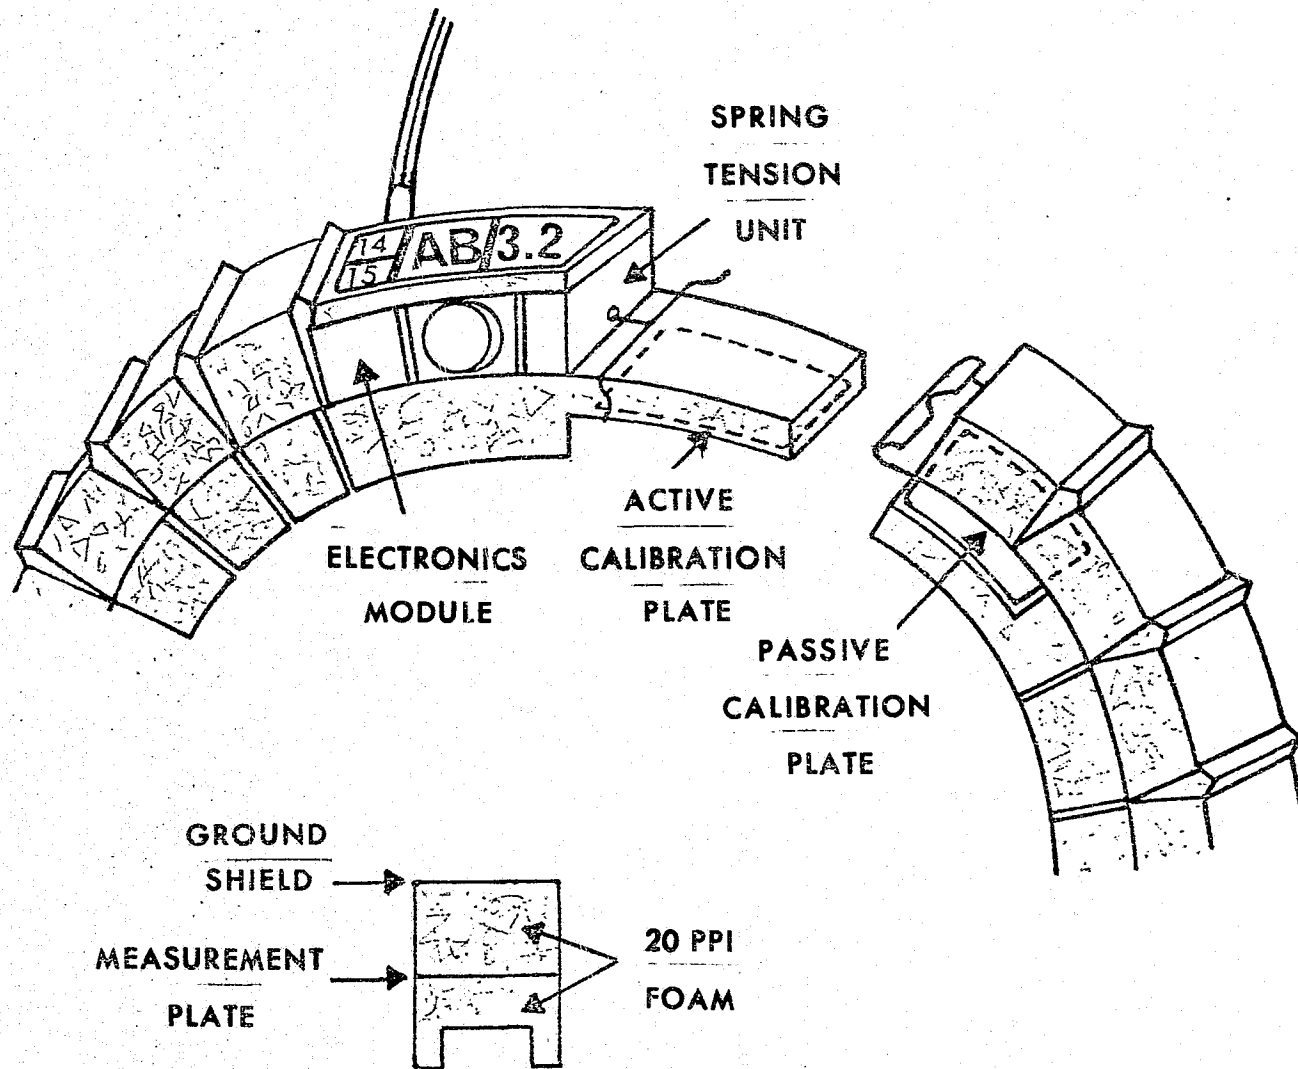 SPRING
TENSION
UNIT
14 AB 3.2
15
ACTIVE
CALIBRATION
PLATE
ELECTRONICS
MODULE
PASSIVE
CALIBRATION
PLATE
GROUND
SHIELD
MEASUREMENT
PLATE
20 PPI
FOAM